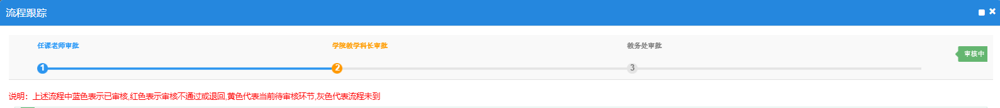 流程跟踪
任课老师审批
学院教学科长审批
教务处审批
1
2
3
审核中
说明：上述流程中蓝色表示已审核,红色表示审核不通过或退回,黄色代表当前待审核环节,灰色代表流程未到